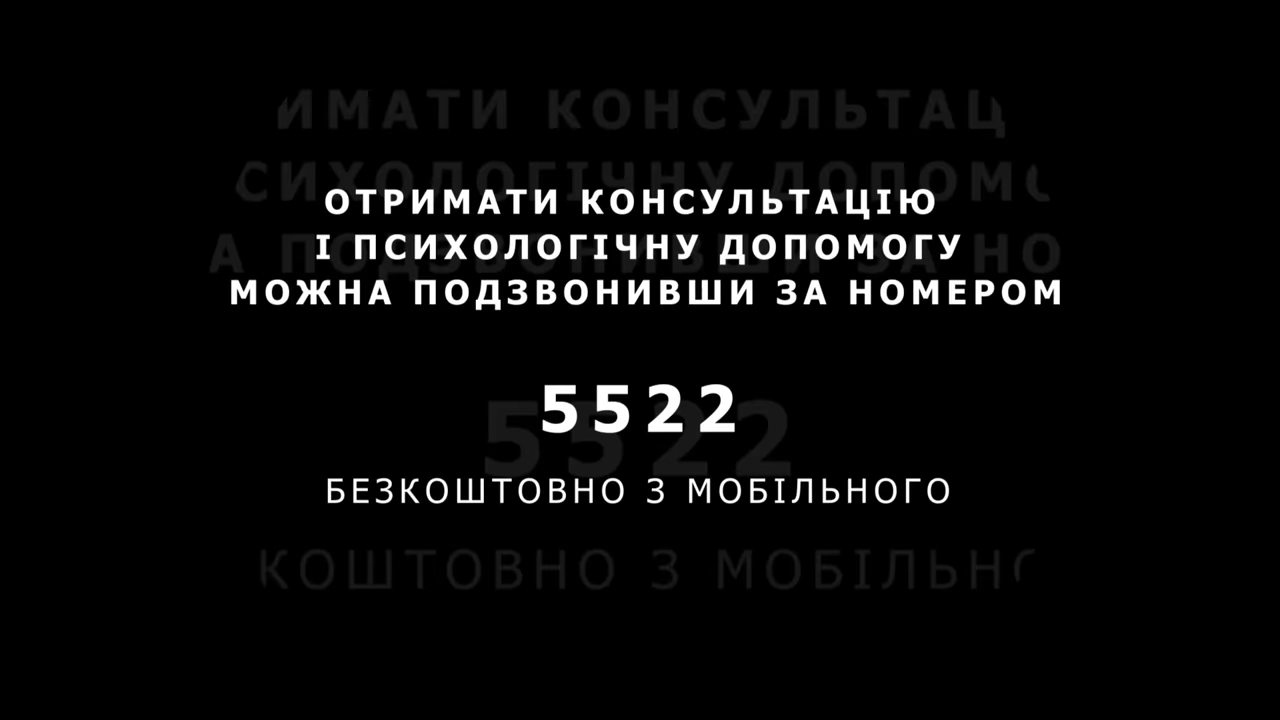 ОТРИМАТИ КОНСУЛЬТАЦІЮ
І ПСИХОЛОГІЧНУ ДОПОМОГУ
МОЖНА ПОДЗВОНИВШИ ЗА НОМЕРОМ
5522
БЕЗКОШТОВНО З МОБІЛЬНОГО